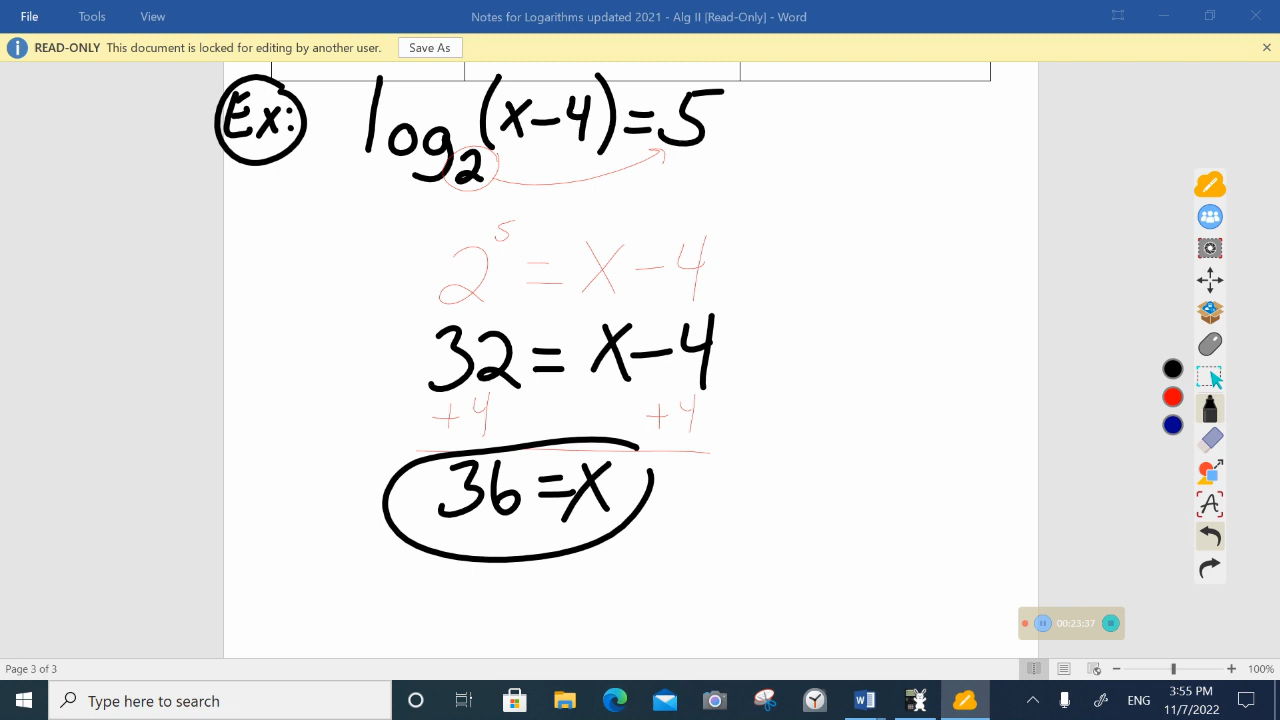 File Tools View Notes for Logarithms updated 2021 - Alg II [Read-Only] - Word
READ-ONLY This document is locked for editing by another user. Save As
Ex: log₂(x-4)=5
2⁵ = x-4
32= x-4
+4 +4
36=x
00:23:37
Page 3 of 3 100%
Type here to search ENG 3:55 PM
11/7/2022